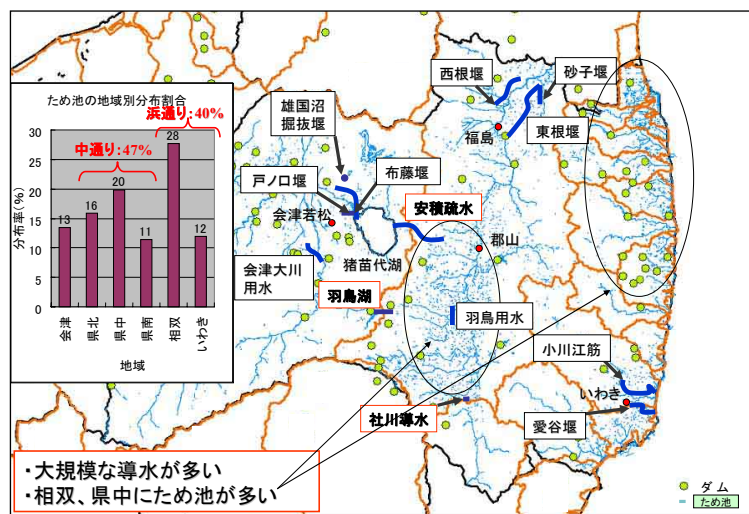 ため池の地域別分布割合
浜通り:40%
中通り:47%
分布率(%)
30
25
20
15
10
5
0
13
16
20
11
28
12
会津
県北
県中
県南
相双
いわき
地域
西根堰
砂子堰
雄国沼
掘抜堰
福島
東根堰
戸ノ口堰
布藤堰
会津若松
安積疏水
郡山
猪苗代湖
会津大川
用水
羽鳥湖
羽鳥用水
小川江筋
いわき
社川導水
愛谷堰
・大規模な導水が多い
・相双、県中にため池が多い
ダム
ため池